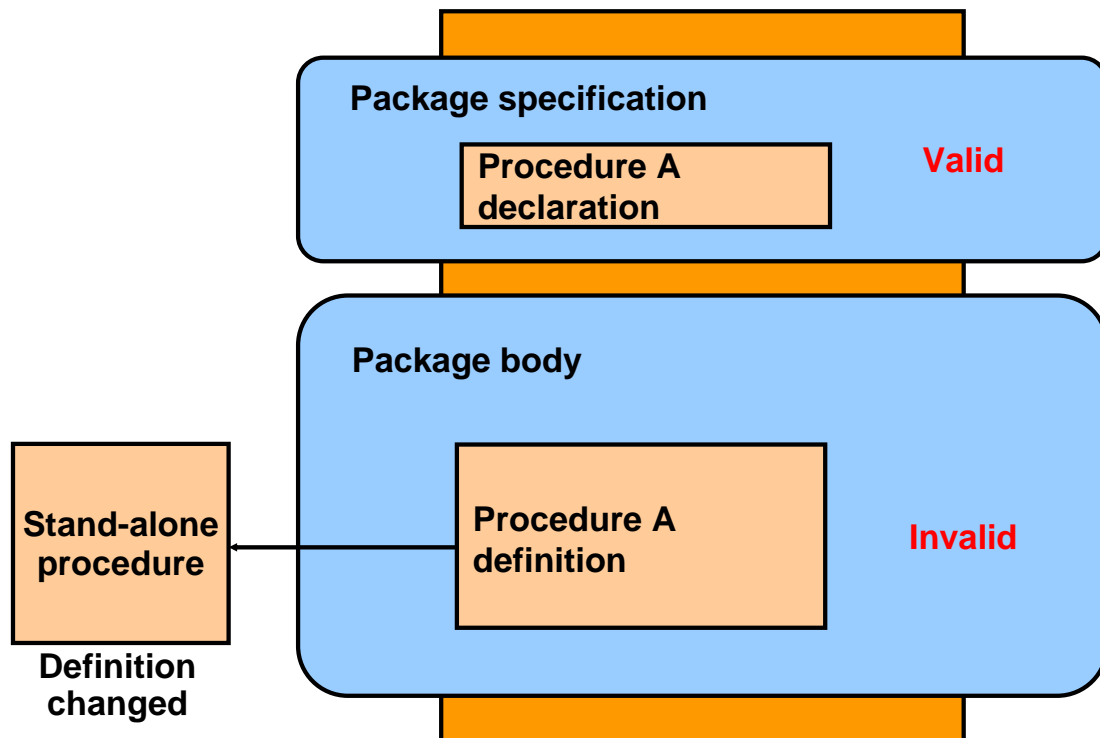 Package specification
Procedure A
declaration
Valid
Package body
Stand-alone
procedure
Procedure A
definition
Invalid
Definition
changed